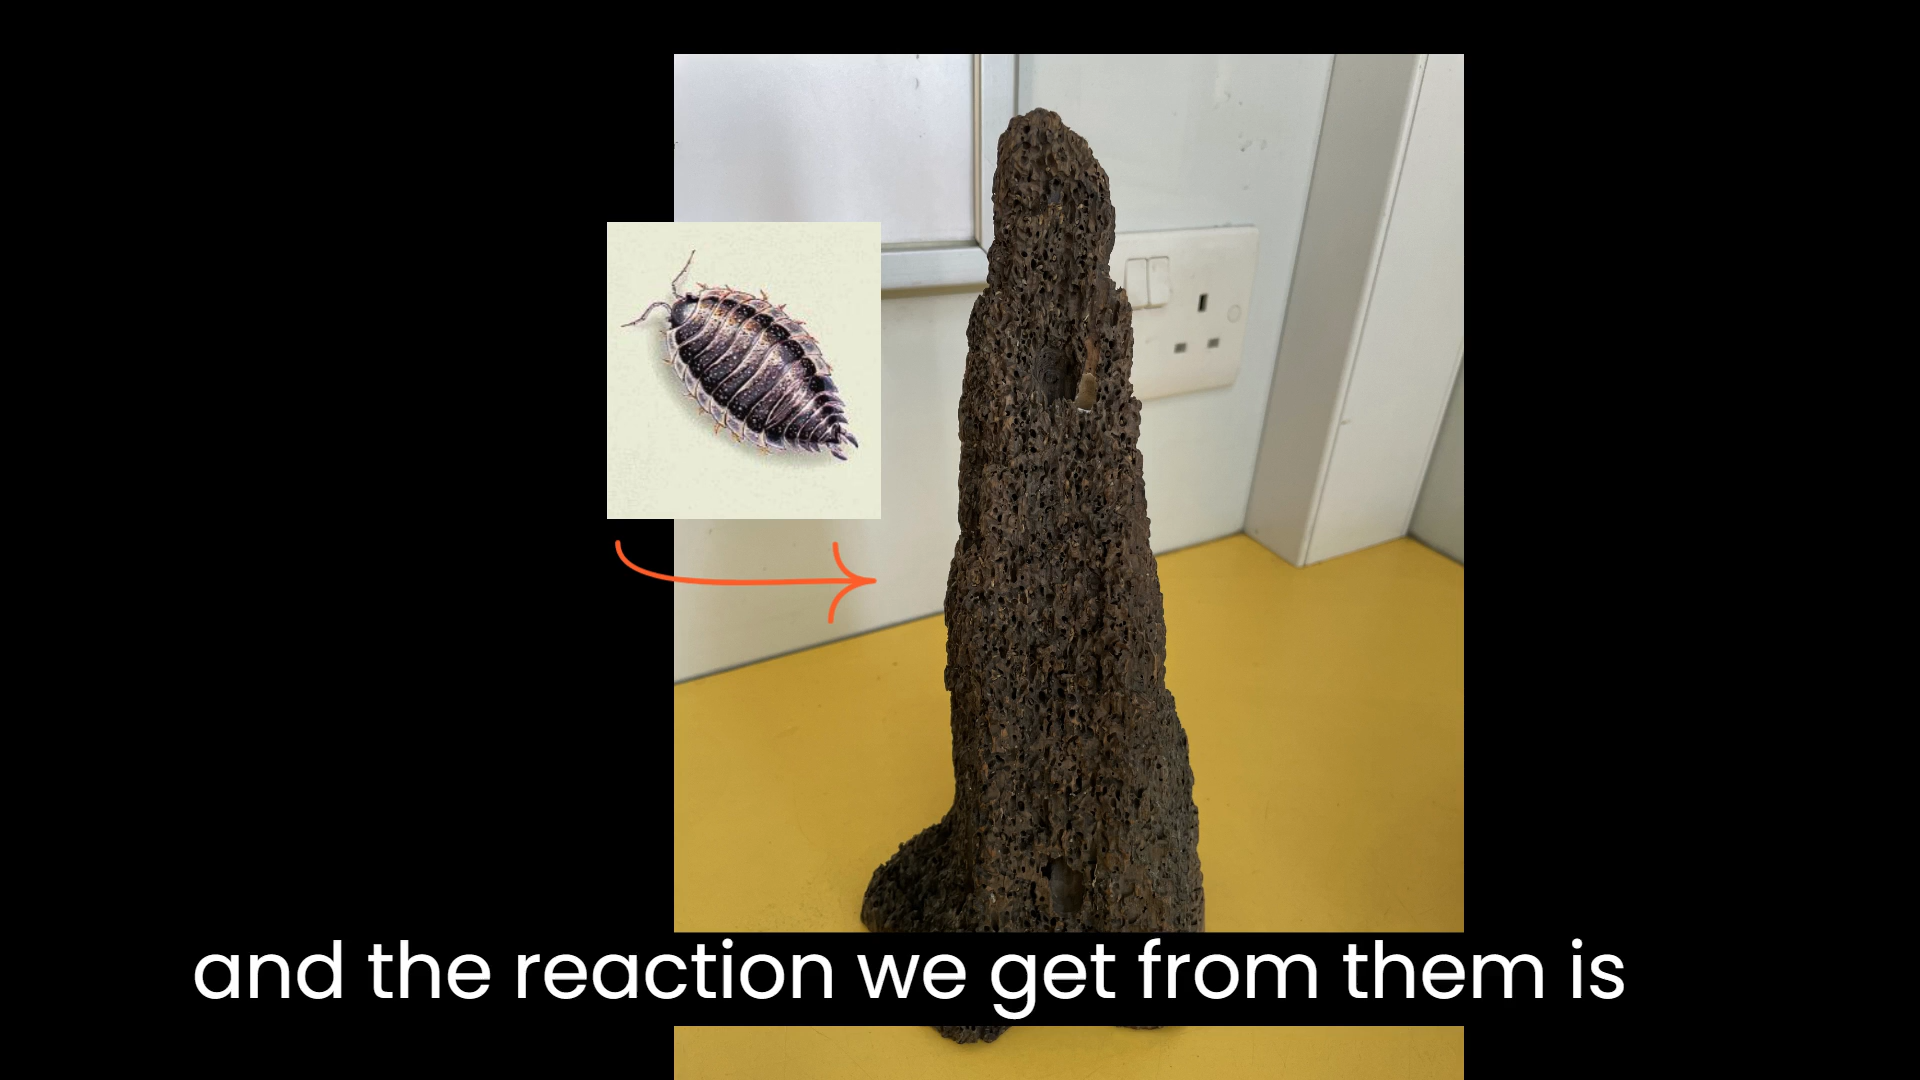 and the reaction we get from them is